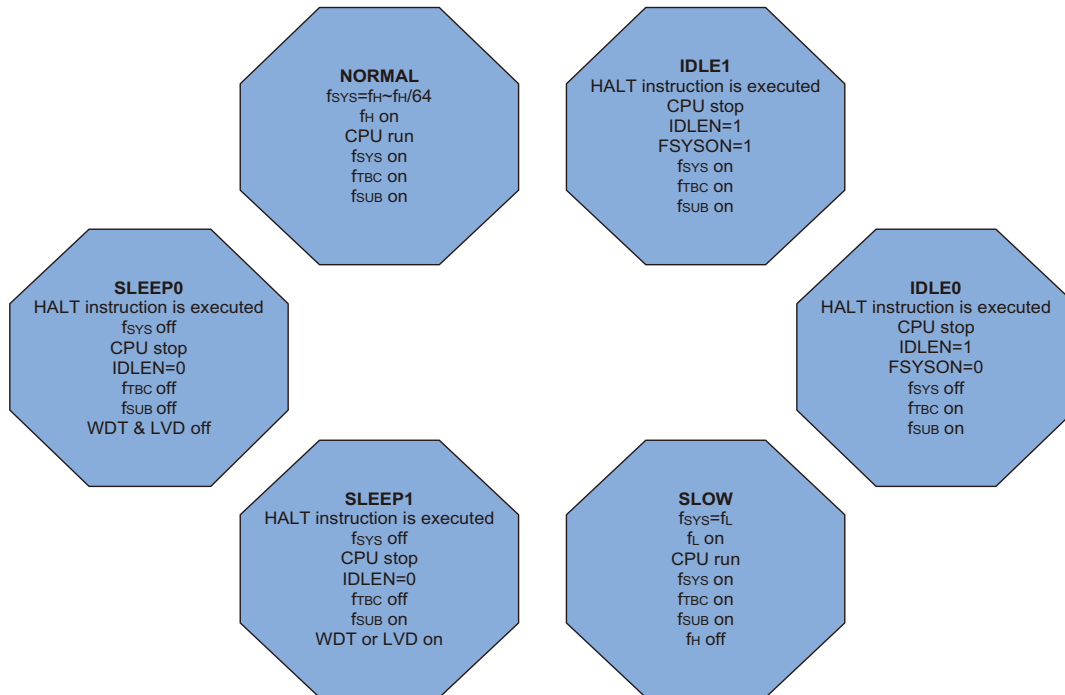 NORMAL
fSYS=fH~fH/64
fH on
CPU run
fSYS on
fTBC on
fSUB on
IDLE1
HALT instruction is executed
CPU stop
IDLEN=1
FSYSON=1
fSYS on
fTBC on
fSUB on
SLEEP0
HALT instruction is executed
fSYS off
CPU stop
IDLEN=0
fTBC off
fSUB off
WDT & LVD off
IDLE0
HALT instruction is executed
CPU stop
IDLEN=1
FSYSON=0
fSYS off
fTBC on
fSUB on
SLEEP1
HALT instruction is executed
fSYS off
CPU stop
IDLEN=0
fTBC off
fSUB on
WDT or LVD on
SLOW
fSYS=fL
fL on
CPU run
fSYS on
fTBC on
fSUB on
fH off